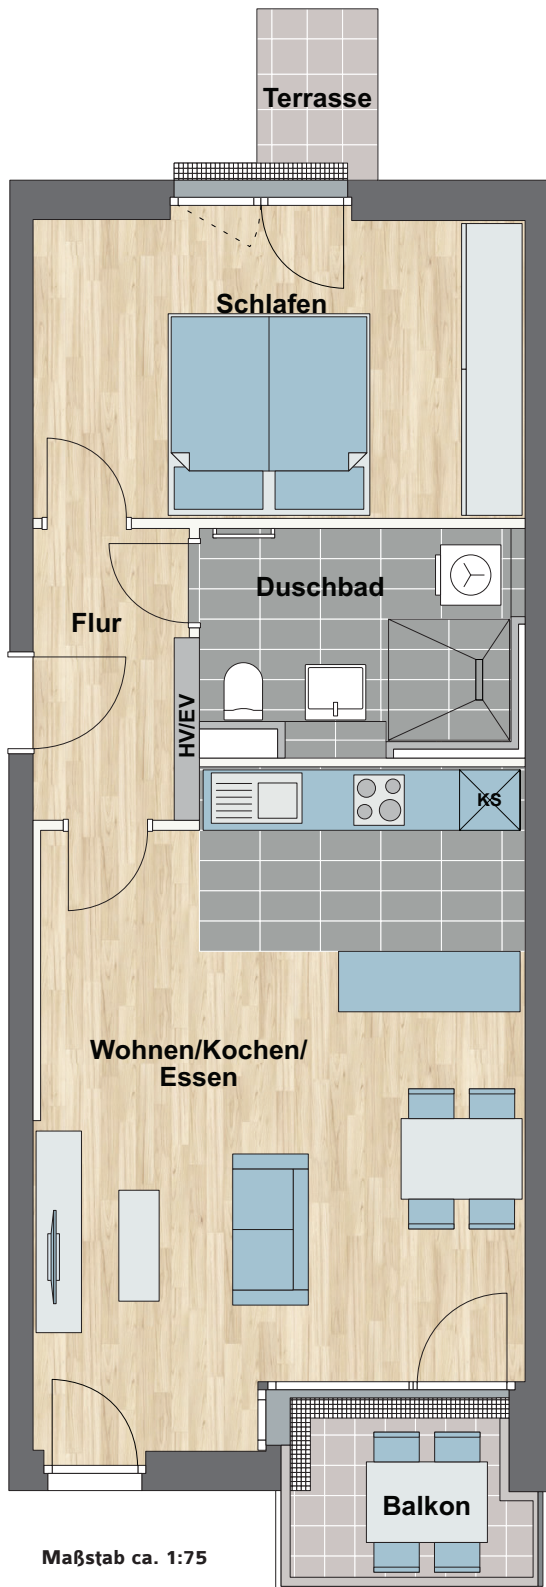 Terrasse
Schlafen
Duschbad
Flur
HV/EV
KS
Wohnen/Kochen/
Essen
Balkon
Maßstab ca. 1:75